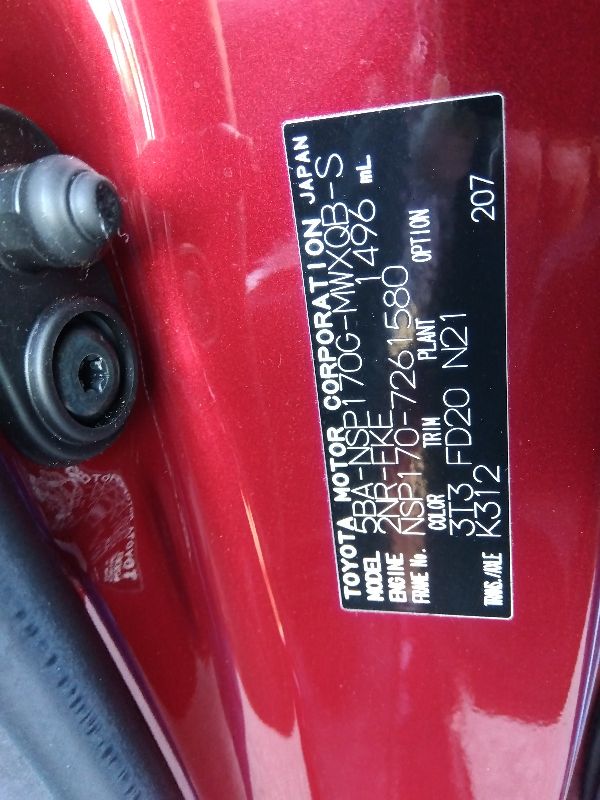 TOYOTA MOTOR CORPORATION JAPAN
MODEL 5BA-NSP170G-MWXQB-S
ENGINE 2NR-FKE 1496 mL
FRAME No. NSP170-7261580
COLOR TRIM PLANT OPTION
3T3 FD20 N21
TRANS./AXLE K312 207